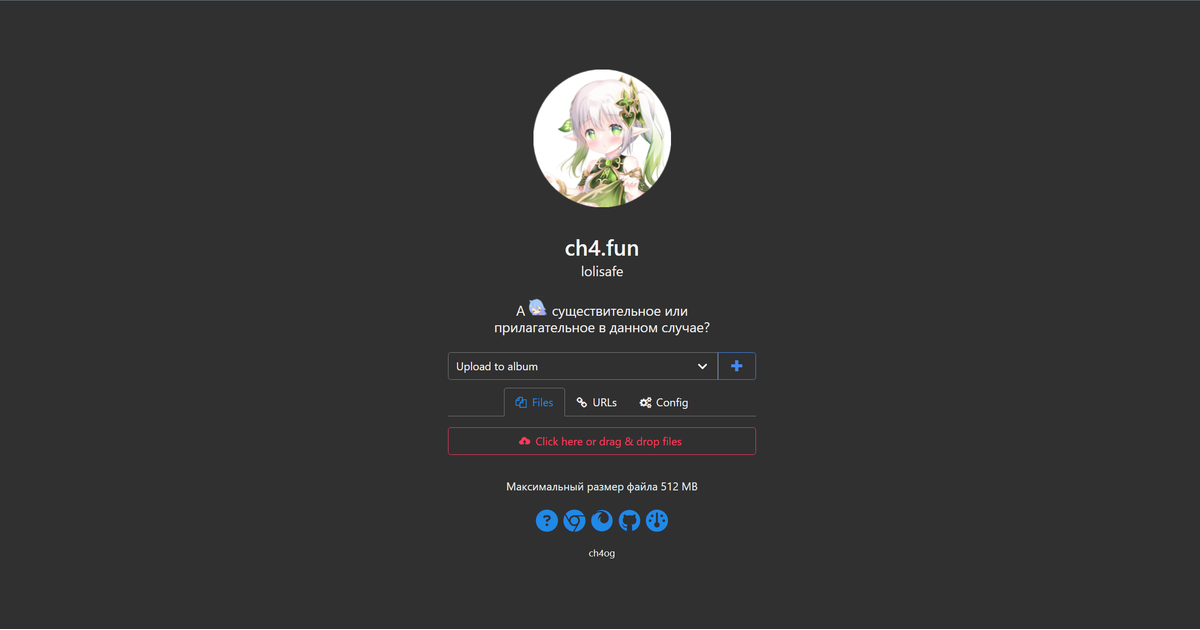 ch4.fun
lolisafe
А существительное или
прилагательное в данном случае?
Upload to album
Files URLs Config
Click here or drag & drop files
Максимальный размер файла 512 MB
ch4og